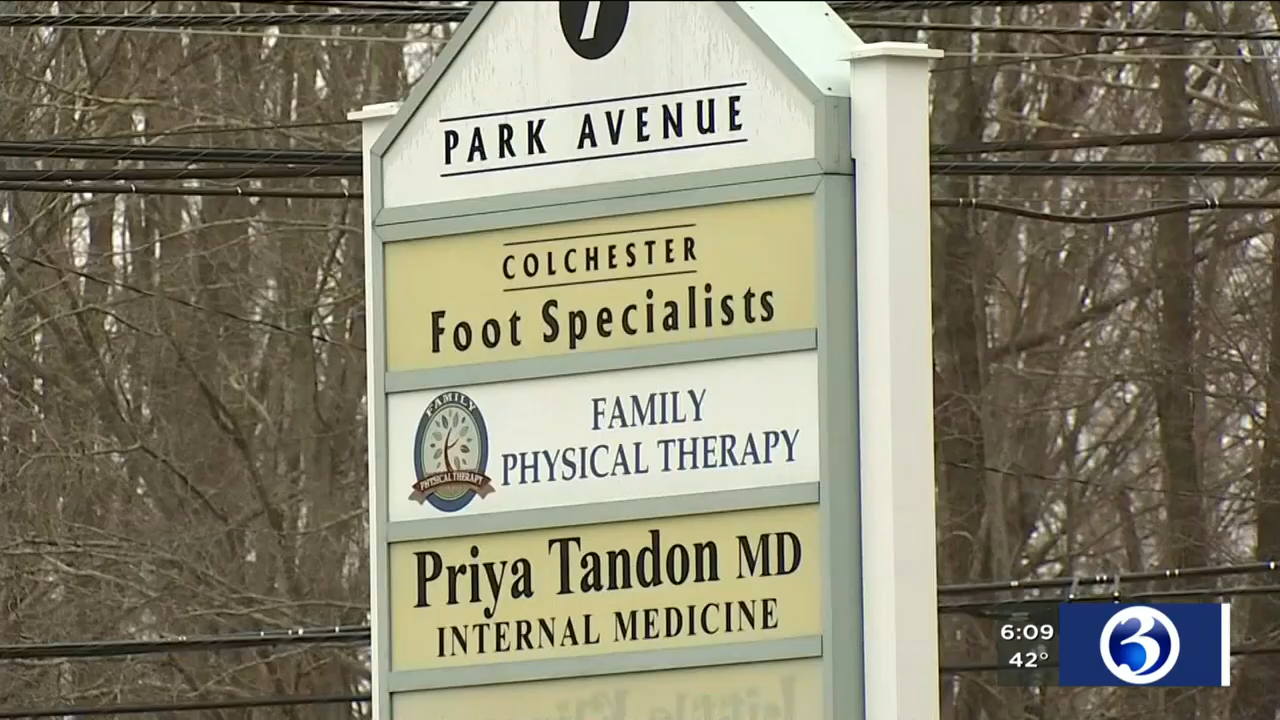 7
PARK AVENUE
COLCHESTER
Foot Specialists
FAMILY
PHYSICAL THERAPY
FAMILY
PHYSICAL THERAPY
Priya Tandon MD
INTERNAL MEDICINE
6:09
42°
3